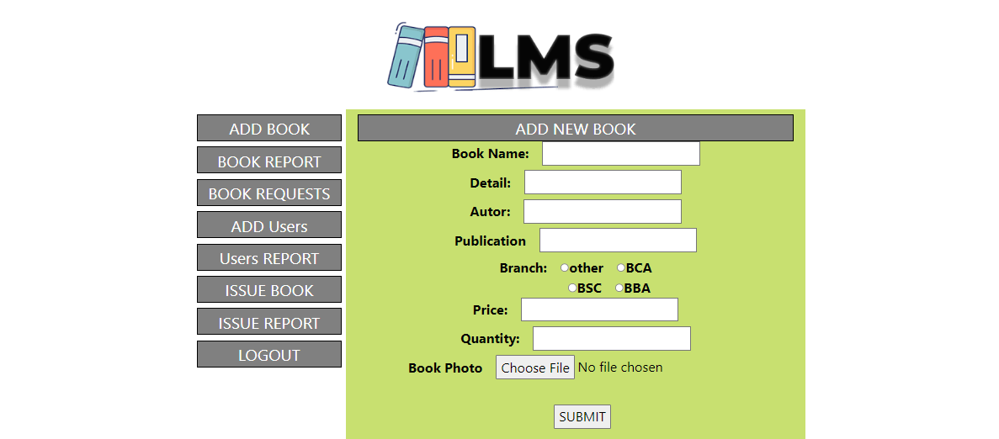 LMS
ADD BOOK
BOOK REPORT
BOOK REQUESTS
ADD Users
Users REPORT
ISSUE BOOK
ISSUE REPORT
LOGOUT
ADD NEW BOOK
Book Name:
Detail:
Autor:
Publication
Branch: other BCA
BSC BBA
Price:
Quantity:
Book Photo Choose File No file chosen
SUBMIT